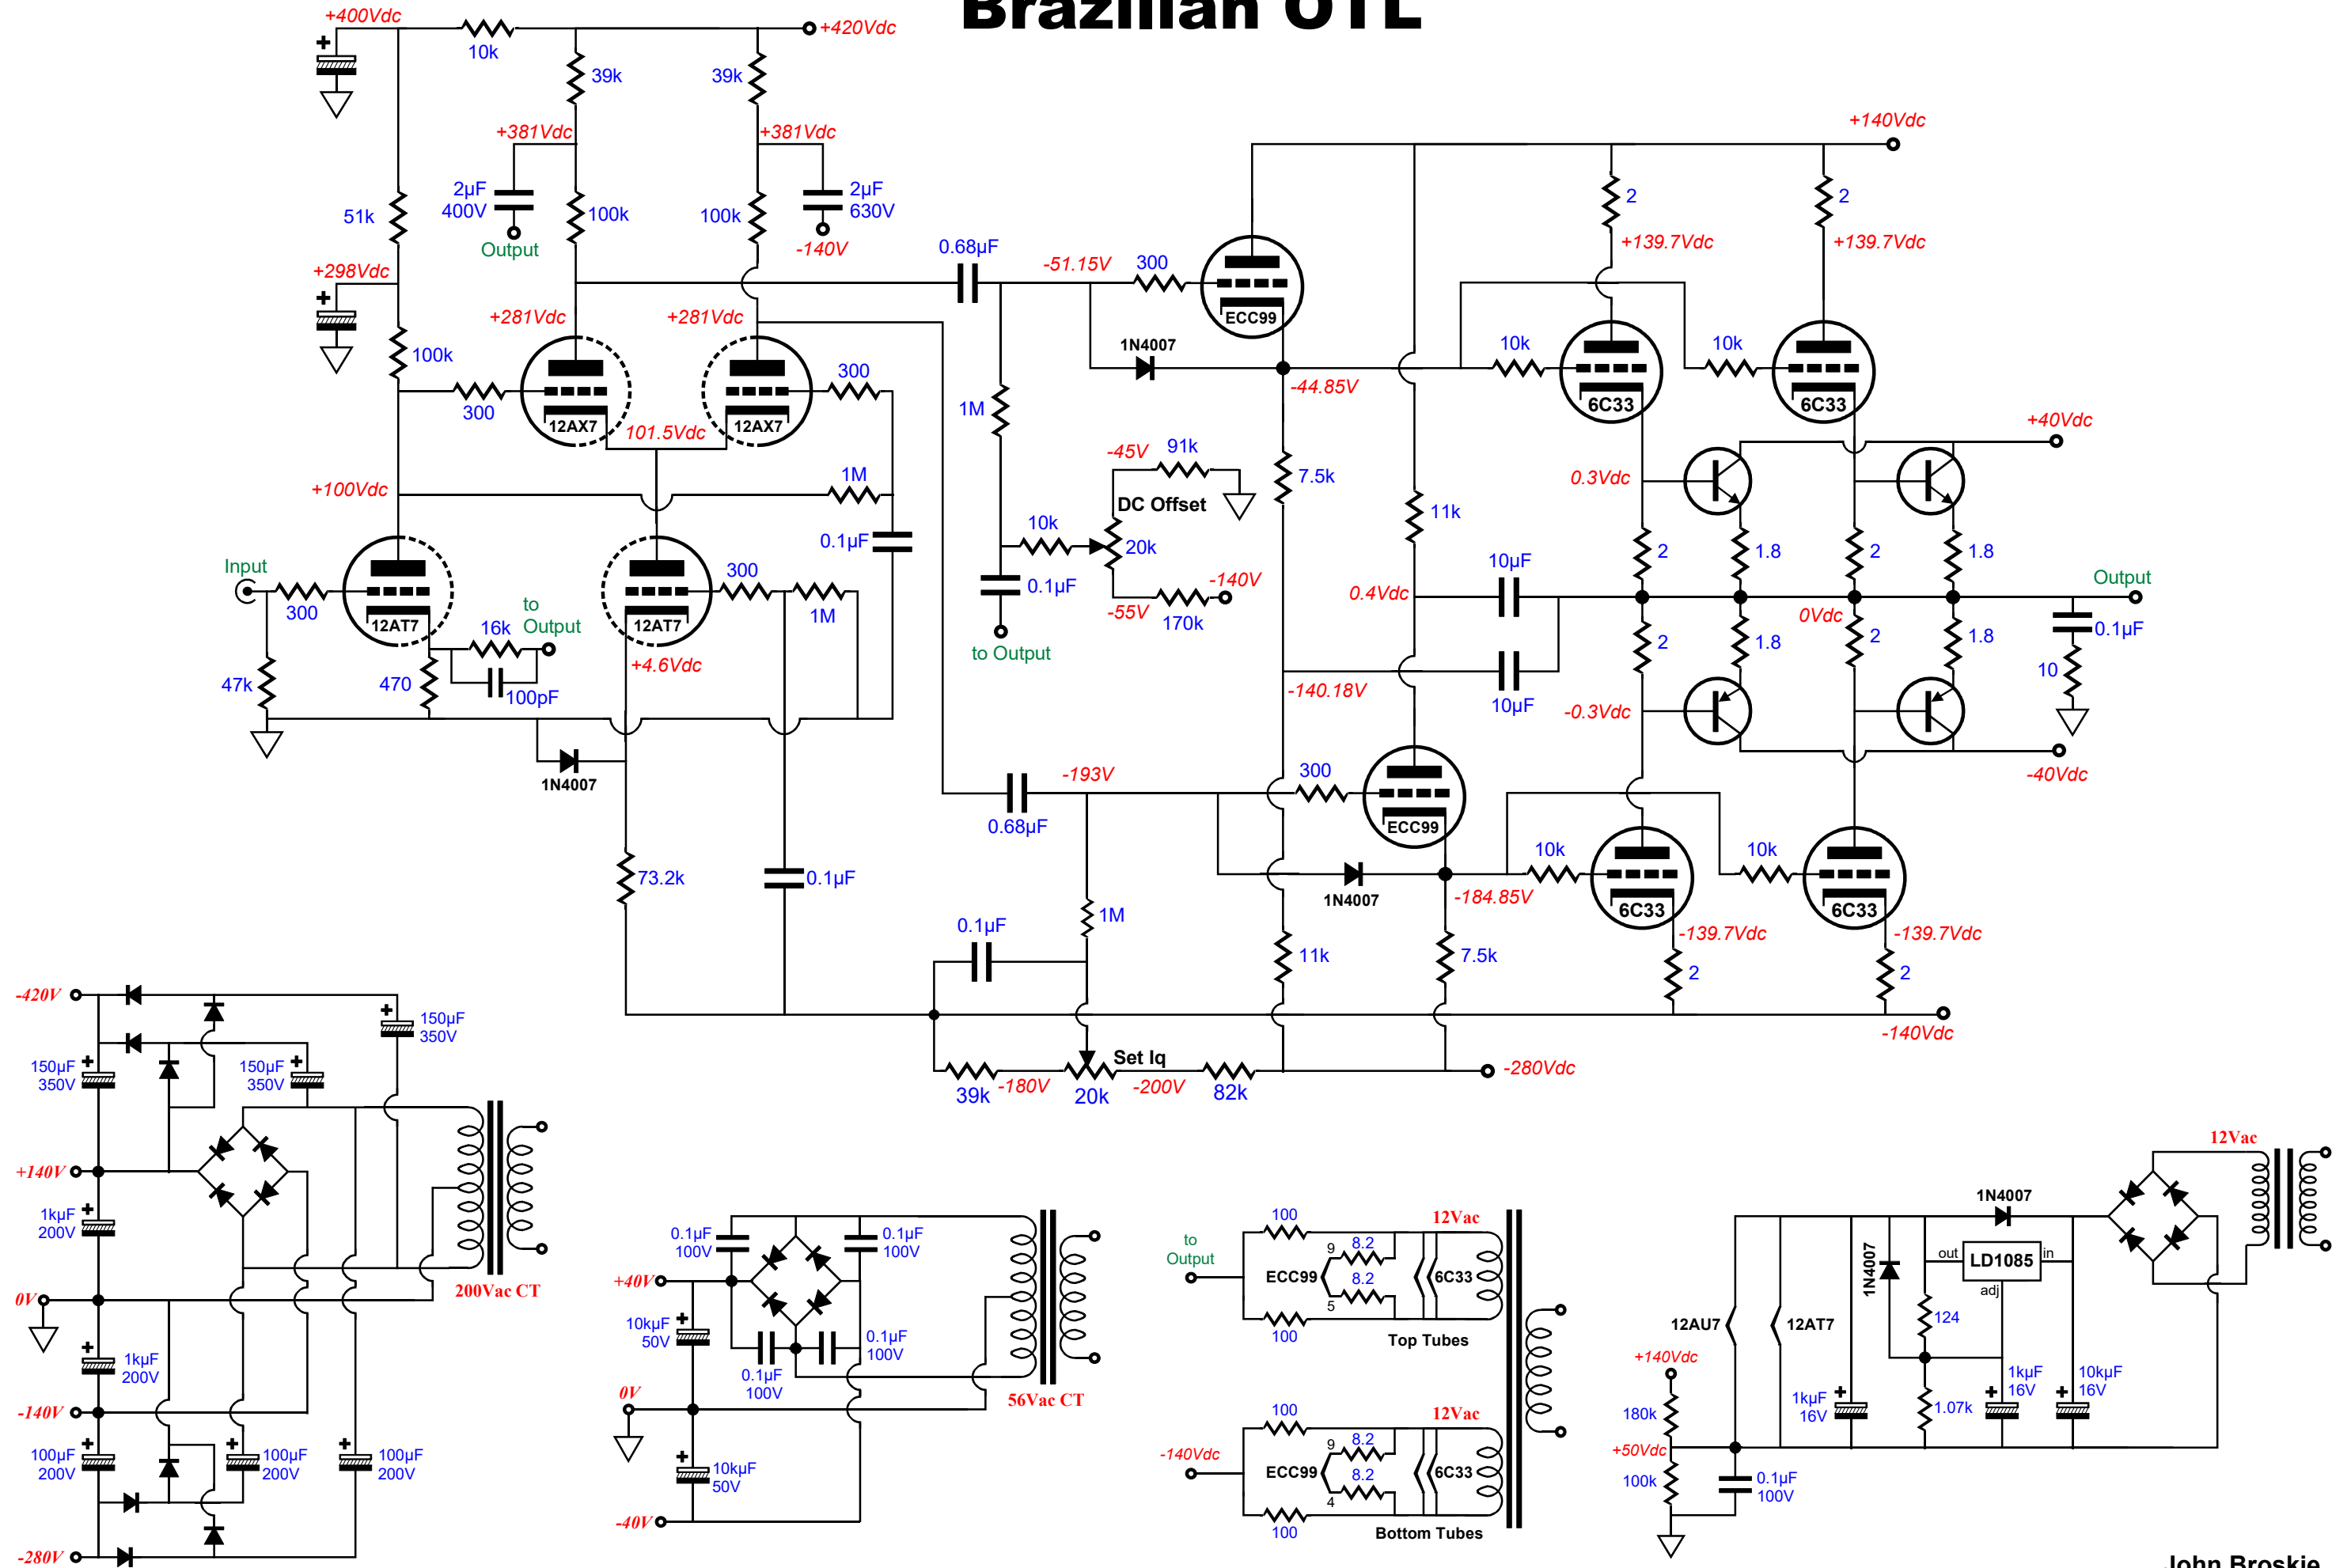 Brazilian OTL
+400Vdc
10k
+420Vdc
39k
39k
+381Vdc
+381Vdc
51k
2µF
400V
Output
100k
100k
2µF
630V
-140V
+298Vdc
100k
+281Vdc
+281Vdc
300
12AX7
12AX7
101.5Vdc
300
1M
+100Vdc
0.1µF
Input
300
12AT7
47k
470
16k
to
Output
100pF
12AT7
300
1M
+4.6Vdc
1N4007
73.2k
0.1µF
0.68µF
-51.15V
300
ECC99
1N4007
-44.85V
1M
-45V
91k
DC Offset
10k
20k
0.1µF
to Output
-55V
-140V
170k
7.5k
11k
+140Vdc
2
2
+139.7Vdc
+139.7Vdc
10k
10k
6C33
6C33
+40Vdc
0.3Vdc
2
1.8
2
1.8
10µF
0.4Vdc
Output
0Vdc
2
1.8
2
1.8
0.1µF
10
10µF
-140.18V
-0.3Vdc
-40Vdc
-193V
0.68µF
300
ECC99
1N4007
-184.85V
10k
10k
6C33
6C33
-139.7Vdc
-139.7Vdc
2
2
0.1µF
1M
11k
7.5k
-140Vdc
Set Iq
39k
-180V
20k
-200V
82k
-280Vdc
-420V
150µF
350V
150µF
350V
150µF
350V
+140V
1kµF
200V
200Vac CT
0V
1kµF
200V
-140V
100µF
200V
100µF
200V
100µF
200V
-280V
0.1µF
100V
0.1µF
100V
+40V
10kµF
50V
0.1µF
100V
0.1µF
100V
0V
56Vac CT
10kµF
50V
-40V
to
Output
100
12Vac
9
8.2
ECC99
8.2
6C33
5
100
Top Tubes
-140Vdc
100
12Vac
9
8.2
ECC99
8.2
6C33
4
100
Bottom Tubes
12Vac
1N4007
1N4007
out
LD1085
in
adj
12AU7
12AT7
124
+140Vdc
180k
1kµF
16V
1.07k
1kµF
16V
10kµF
16V
+50Vdc
100k
0.1µF
100V
John Broskie